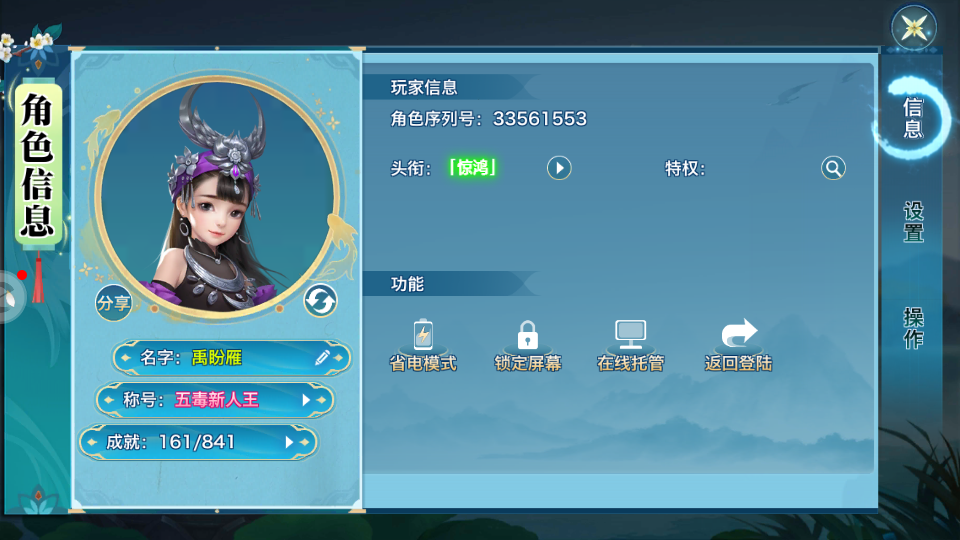 角色信息
分享
名字：禹盼雁
称号：五毒新人王
成就：161/841
玩家信息
角色序列号：33561553
头衔：「惊鸿」
特权：
功能
省电模式
锁定屏幕
在线托管
返回登陆
信息
设置
操作